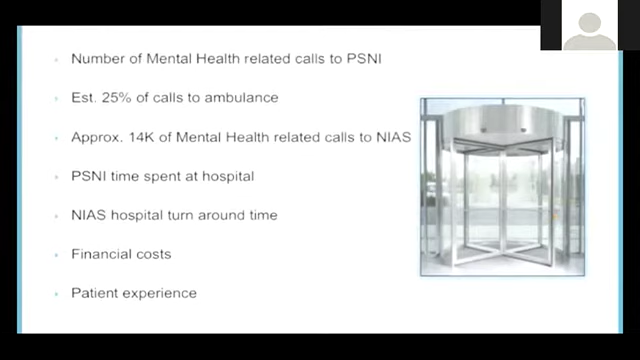 Number of Mental Health related calls to PSNI
Est. 25% of calls to ambulance
Approx. 14K of Mental Health related calls to NIAS
PSNI time spent at hospital
NIAS hospital turn around time
Financial costs
Patient experience